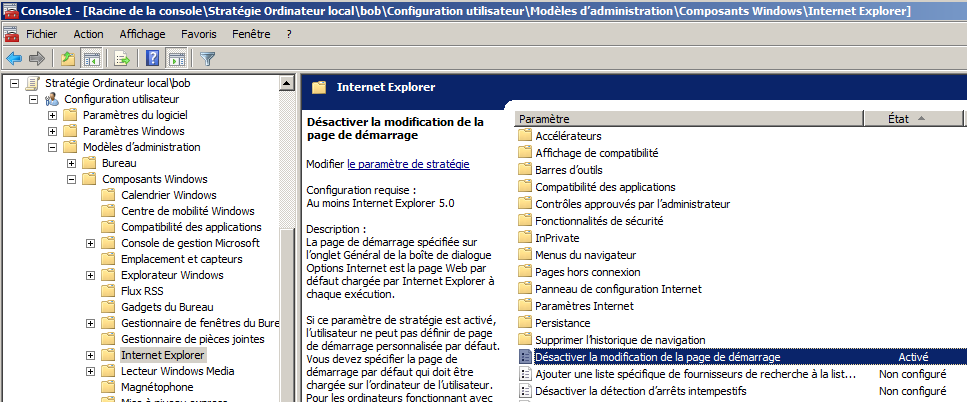 Console1 - [Racine de la console\Stratégie Ordinateur local\bob\Configuration utilisateur\Modèles d'administration\Composants Windows\Internet Explorer]
Fichier Action Affichage Favoris Fenêtre ?
Stratégie Ordinateur local\bob
Configuration utilisateur
Paramètres du logiciel
Paramètres Windows
Modèles d'administration
Bureau
Composants Windows
Calendrier Windows
Centre de mobilité Windows
Compatibilité des applications
Console de gestion Microsoft
Emplacement et capteurs
Explorateur Windows
Flux RSS
Gadgets du Bureau
Gestionnaire de fenêtres du Bure
Gestionnaire de pièces jointes
Internet Explorer
Lecteur Windows Media
Magnétophone
Mise à niveau express
Internet Explorer
Désactiver la modification de la
page de démarrage
Modifier le paramètre de stratégie
Configuration requise :
Au moins Internet Explorer 5.0
Description :
La page de démarrage spécifiée sur
l'onglet Général de la boîte de dialogue
Options Internet est la page Web par
défaut chargée par Internet Explorer à
chaque exécution.
Si ce paramètre de stratégie est activé,
l'utilisateur ne peut pas définir de page
de démarrage personnalisée par défaut.
Vous devez spécifier la page de
démarrage par défaut qui doit être
chargée sur l'ordinateur de l'utilisateur.
Pour les ordinateurs fonctionnant avec
Paramètre État
Accélérateurs
Affichage de compatibilité
Barres d'outils
Compatibilité des applications
Contrôles approuvés par l'administrateur
Fonctionnalités de sécurité
InPrivate
Menus du navigateur
Pages hors connexion
Panneau de configuration Internet
Paramètres Internet
Persistance
Supprimer l'historique de navigation
Désactiver la modification de la page de démarrage Activé
Ajouter une liste spécifique de fournisseurs de recherche à la list... Non configuré
Désactiver la détection d'arrêts intempestifs Non configuré